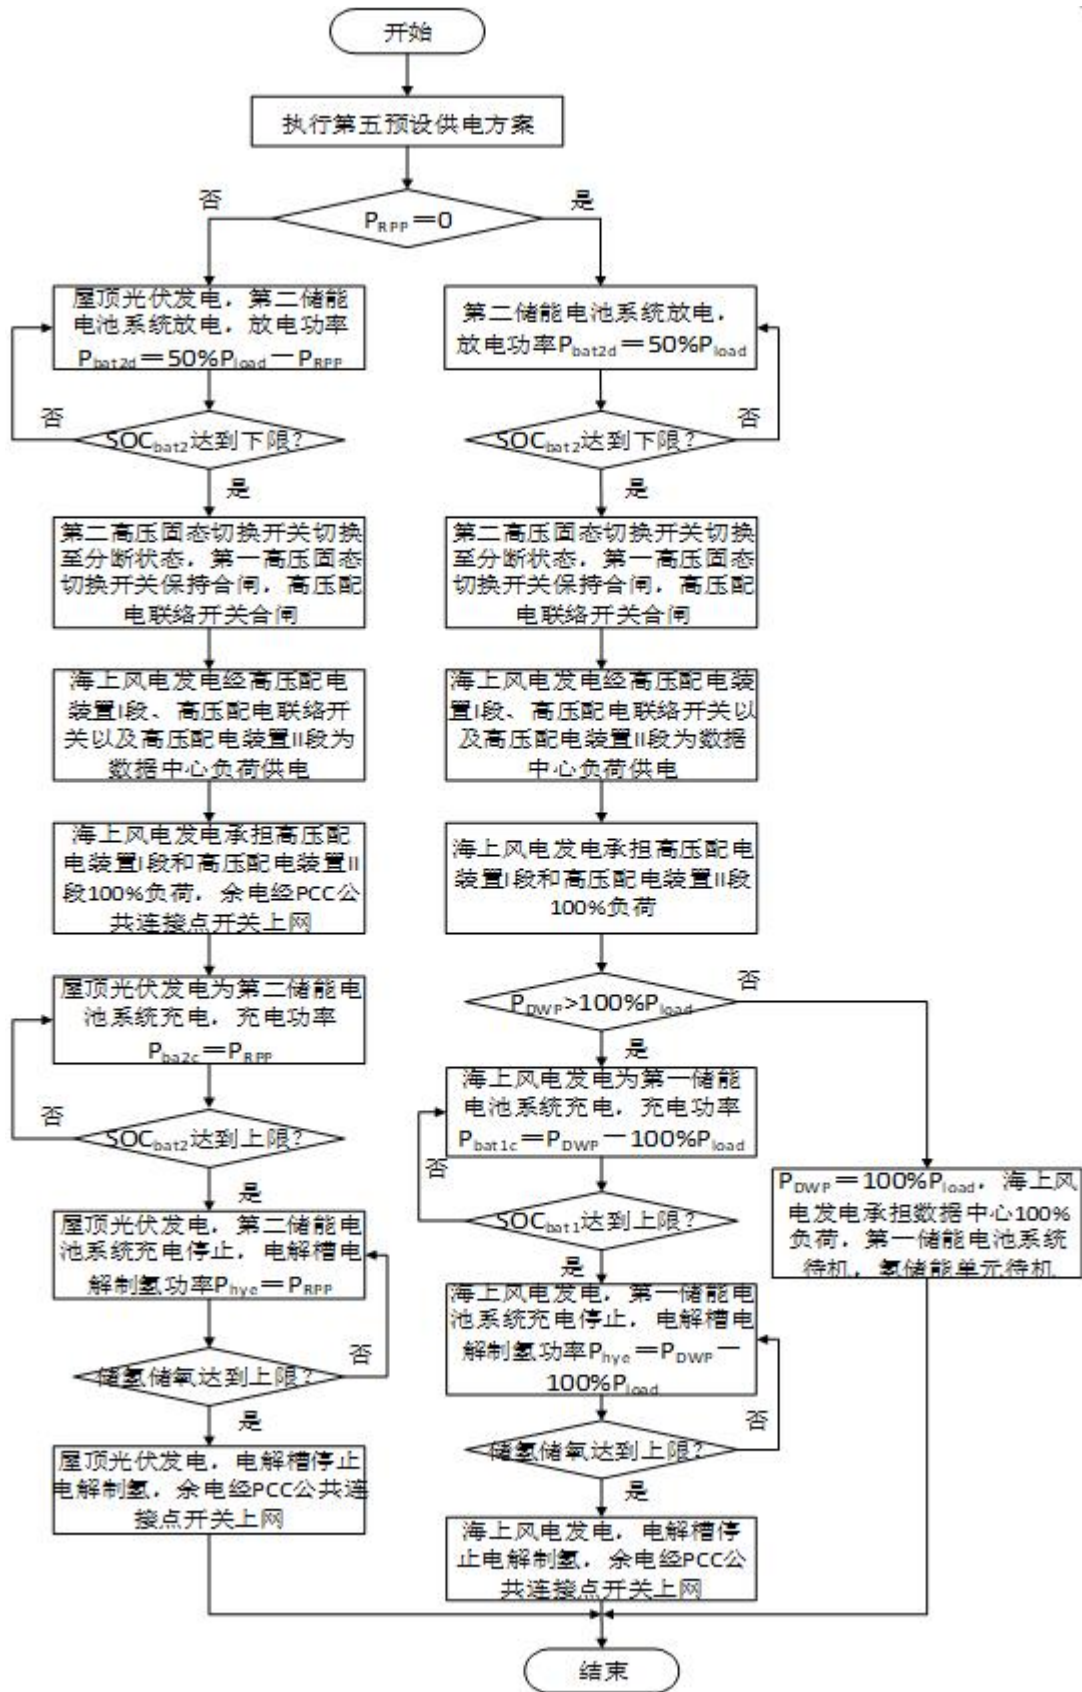 开始
执行第五预设供电方案
否
是
P_RPP＝0
屋顶光伏发电，第二储能
电池系统放电，放电功率
P_bat2d＝50%P_load－P_RPP
否
SOC_bat2达到下限？
是
第二高压固态切换开关切换
至分断状态，第一高压固态
切换开关保持合闸，高压配
电联络开关合闸
海上风电发电经高压配电
装置I段、高压配电联络开
关以及高压配电装置II段为
数据中心负荷供电
海上风电发电承担高压配
电装置I段和高压配电装置II
段100%负荷，余电经PCC公
共连接点开关上网
屋顶光伏发电为第二储能电
池系统充电，充电功率
P_ba2c＝P_RPP
否
SOC_bat2达到上限？
是
屋顶光伏发电，第二储能电
池系统充电停止，电解槽电
解制氢功率P_hye＝P_RPP
否
储氢储氧达到上限？
是
屋顶光伏发电，电解槽停止
电解制氢，余电经PCC公共连
接点开关上网
第二储能电池系统放电，
放电功率P_bat2d＝50%P_load
否
SOC_bat2达到下限？
是
第二高压固态切换开关切换
至分断状态，第一高压固态
切换开关保持合闸，高压配
电联络开关合闸
海上风电发电经高压配电装
置I段、高压配电联络开关以
及高压配电装置II段为数据
中心负荷供电
海上风电发电承担高压配电
装置I段和高压配电装置II段
100%负荷
否
P_DWP>100%P_load
是
海上风电发电为第一储能
电池系统充电，充电功率
P_bat1c＝P_DWP－100%P_load
否
SOC_bat1达到上限？
是
海上风电发电，第一储能电
池系统充电停止，电解槽电
解制氢功率P_hye＝P_DWP－
100%P_load
否
储氢储氧达到上限？
是
海上风电发电，电解槽停
止电解制氢，余电经PCC公
共连接点开关上网
P_DWP＝100%P_load，海上风
电发电承担数据中心100%
负荷，第一储能电池系统
待机，氢储能单元待机
结束